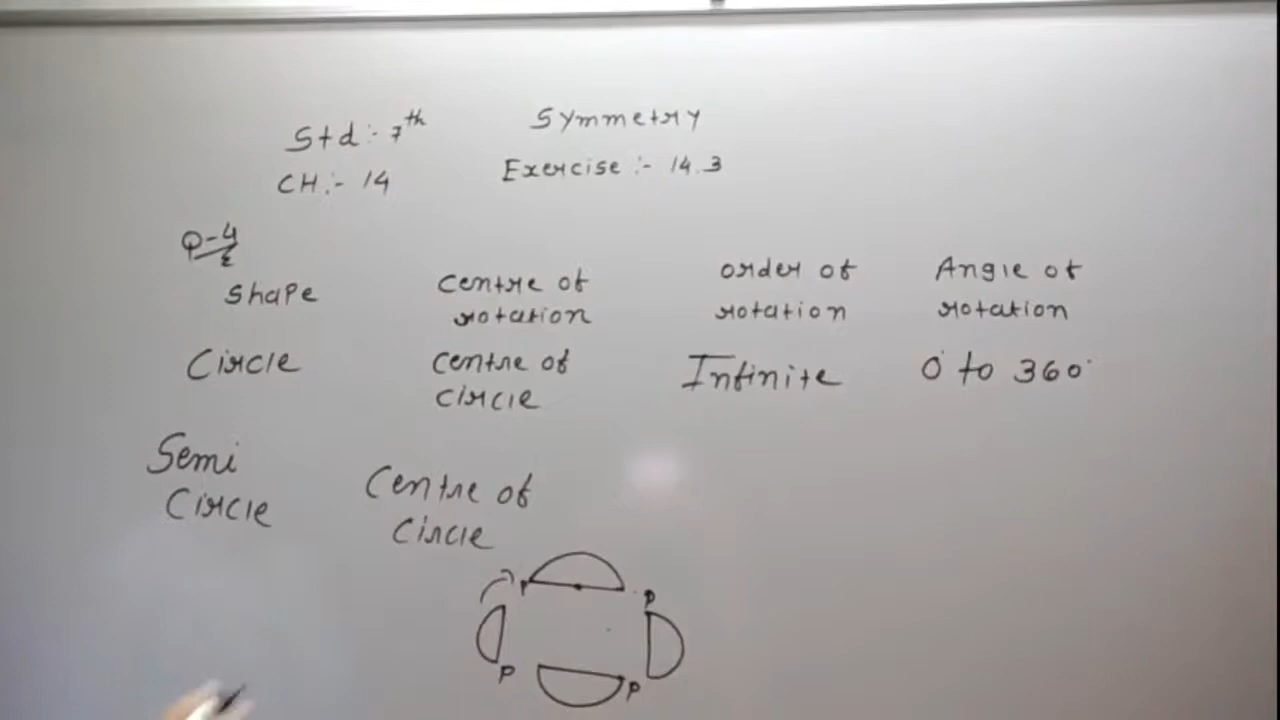 Std :- 7th
Symmetry
CH :- 14
Exercise :- 14.3
Q-4
Shape
Centre of rotation
order of rotation
Angle of rotation
Circle
Centre of circle
Infinite
0° to 360°
Semi
Circle
Centre of
Circle
P
P
P
P